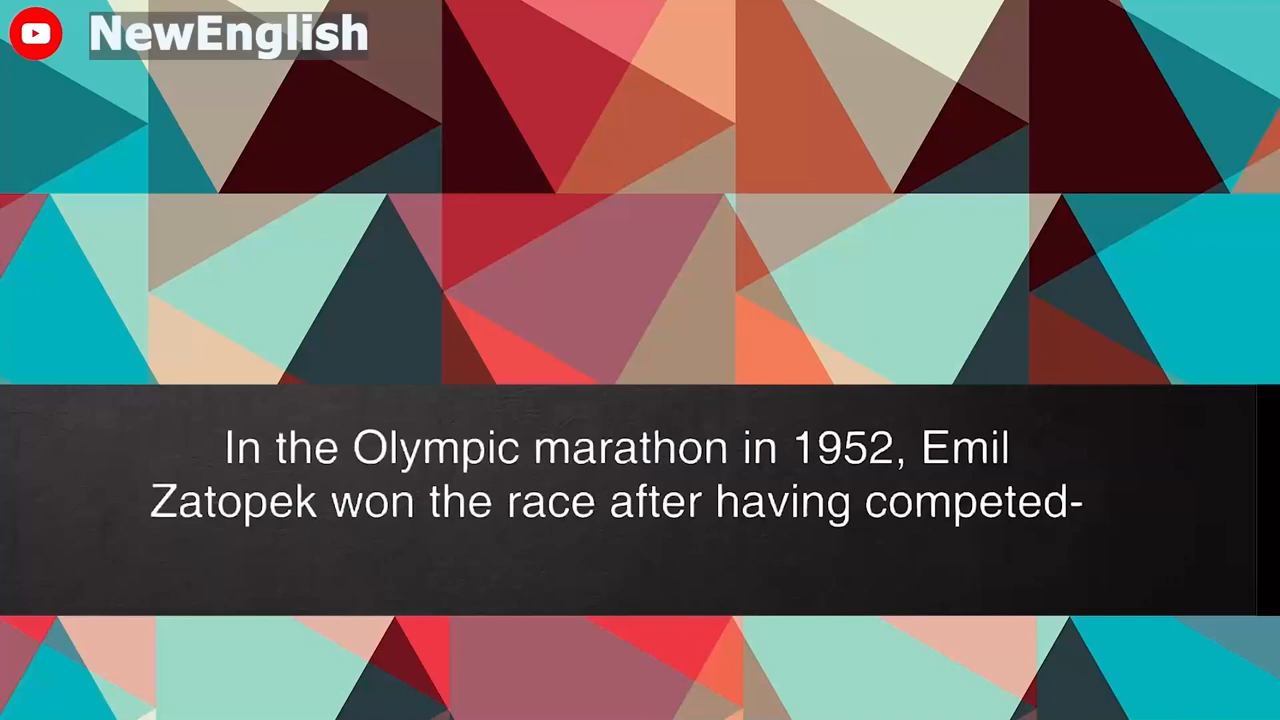 NewEnglish
In the Olympic marathon in 1952, Emil
Zatopek won the race after having competed-